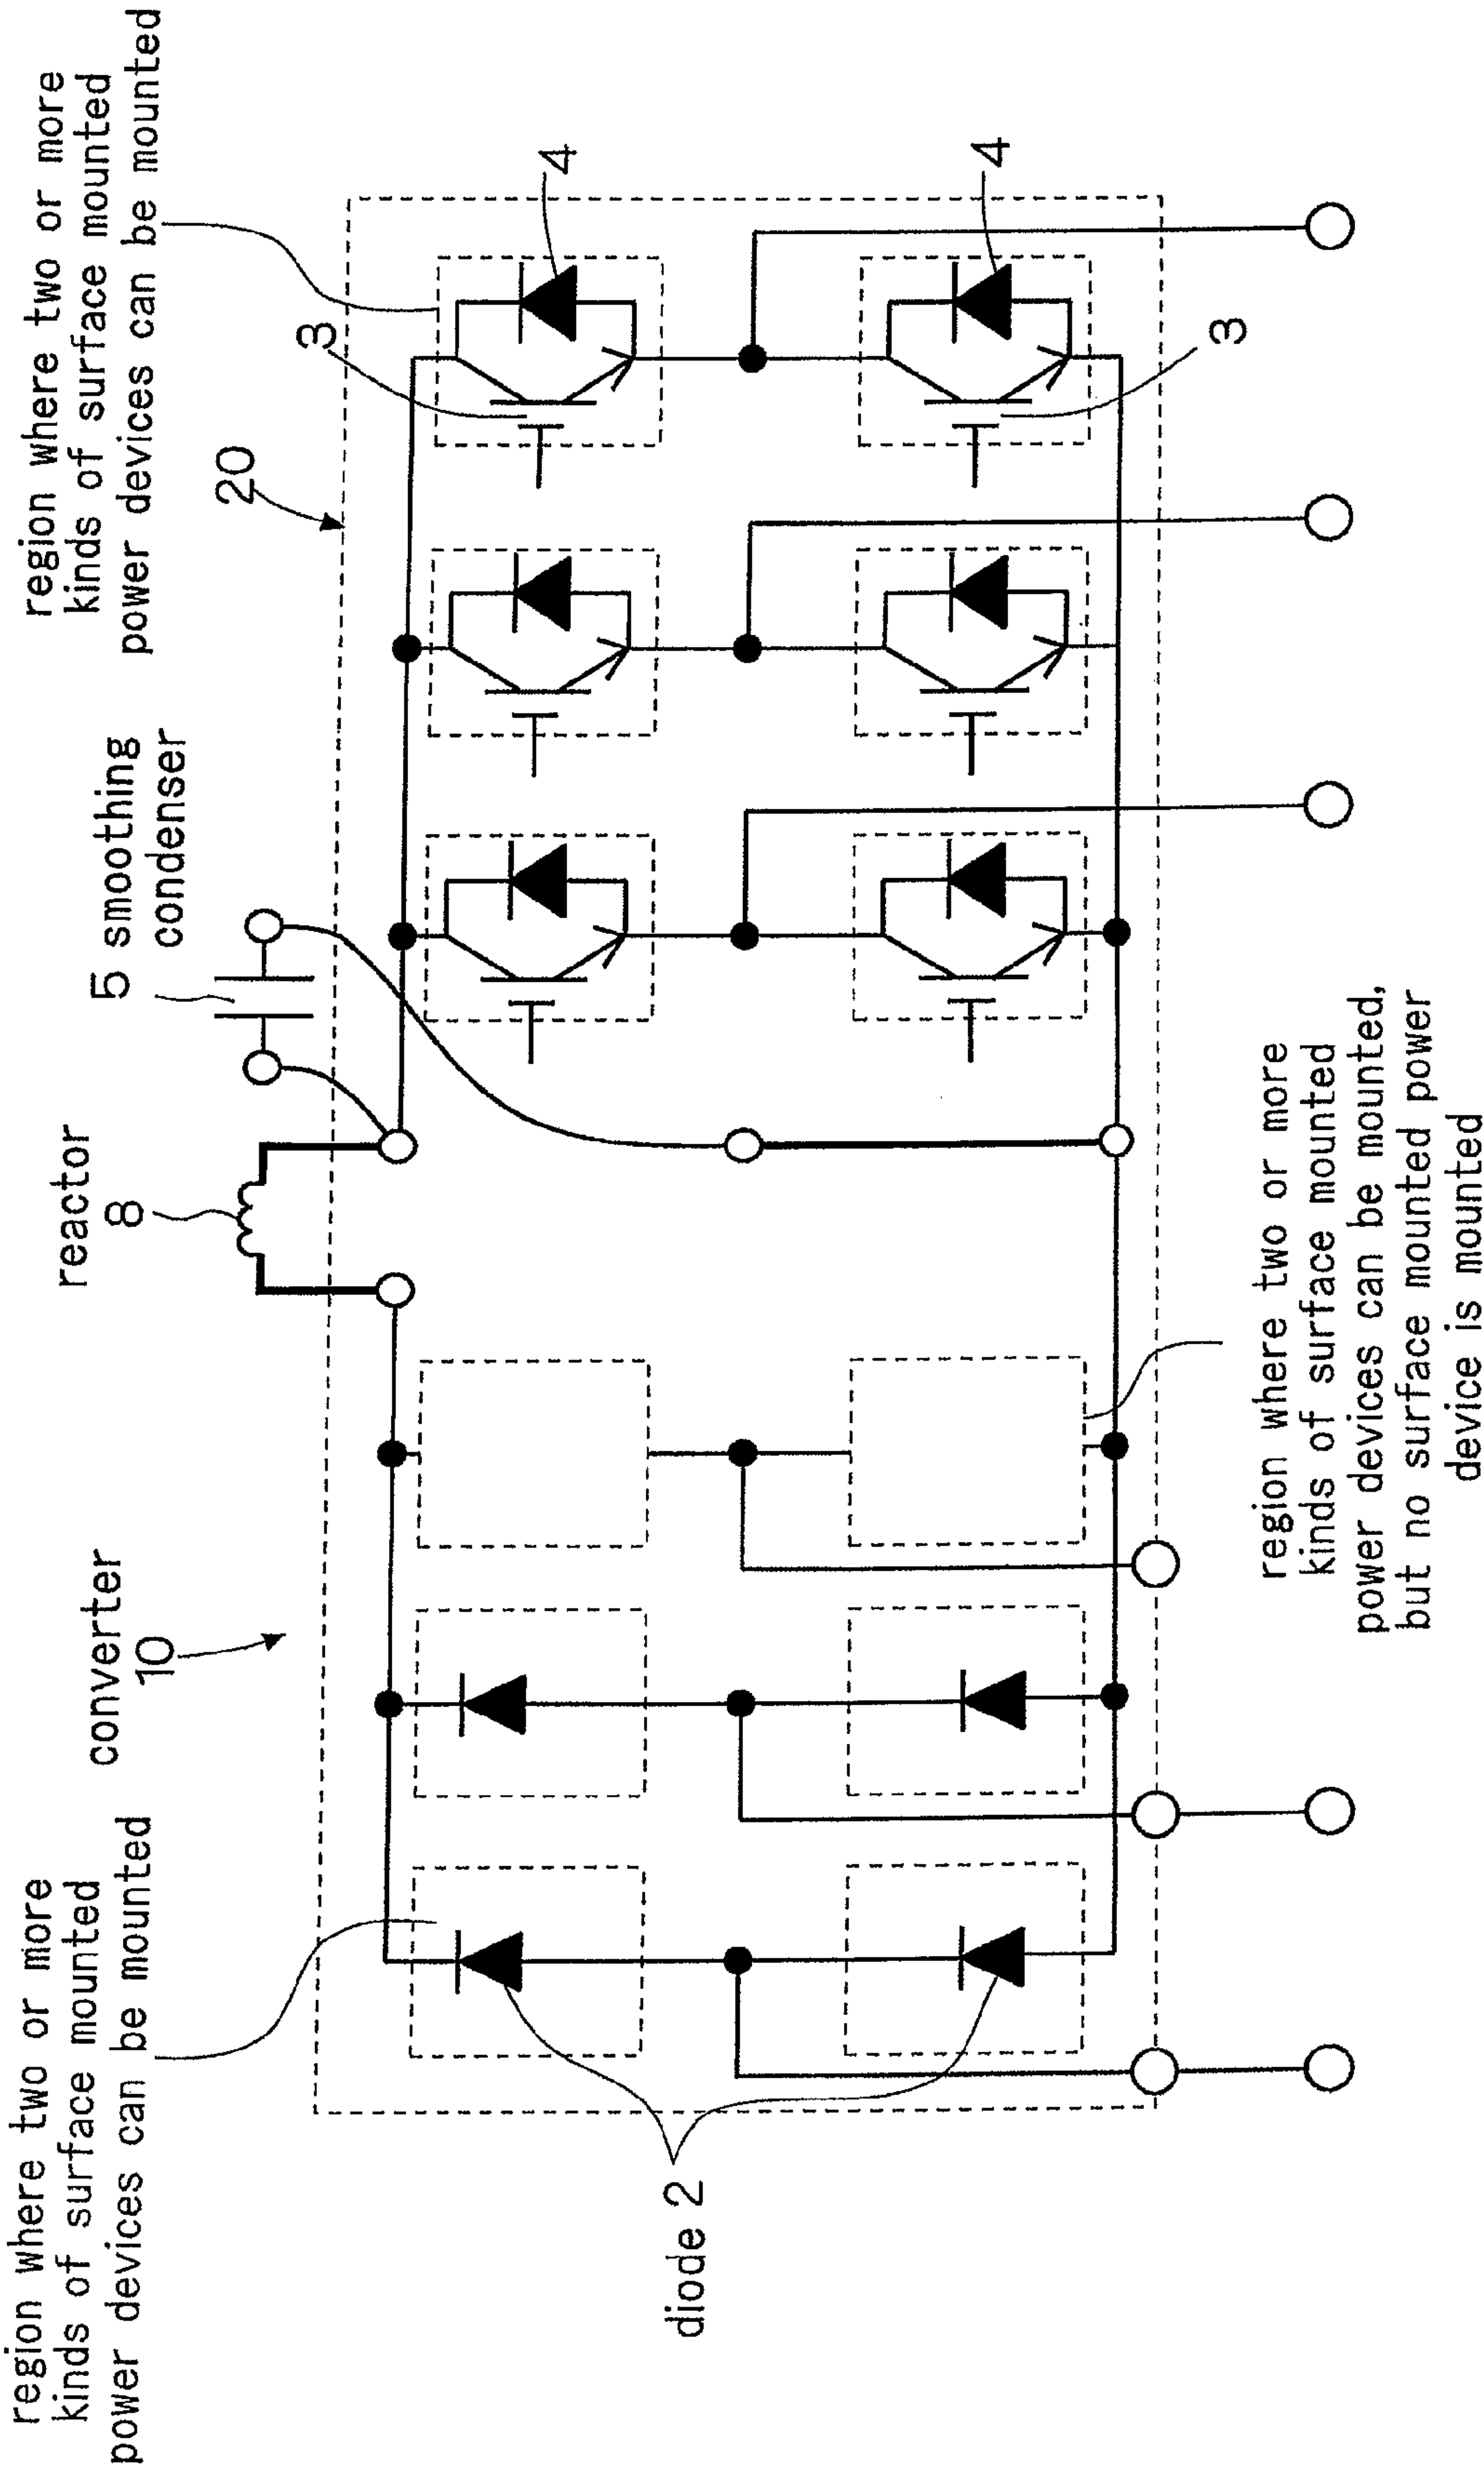 region where two or more
kinds of surface mounted
power devices can be mounted
converter
10
reactor
8
5 smoothing
condenser
20
region where two or more
kinds of surface mounted
power devices can be mounted
3
4
4
3
diode 2
region where two or more
kinds of surface mounted
power devices can be mounted,
but no surface mounted power
device is mounted